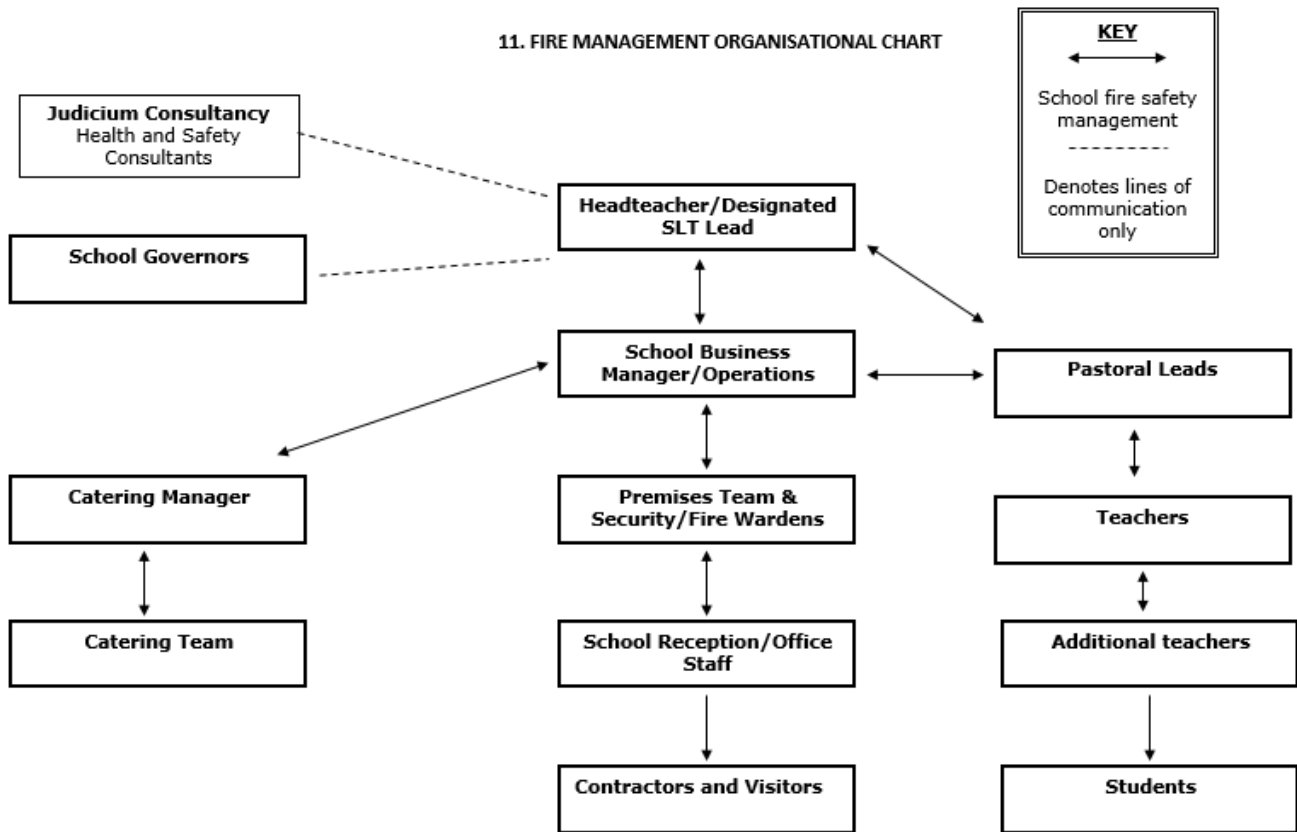 11. FIRE MANAGEMENT ORGANISATIONAL CHART
KEY
School fire safety
management
Denotes lines of
communication
only
Judicium Consultancy
Health and Safety
Consultants
Headteacher/Designated
SLT Lead
School Governors
School Business
Manager/Operations
Pastoral Leads
Catering Manager
Premises Team &
Security/Fire Wardens
Teachers
Catering Team
School Reception/Office
Staff
Additional teachers
Contractors and Visitors
Students